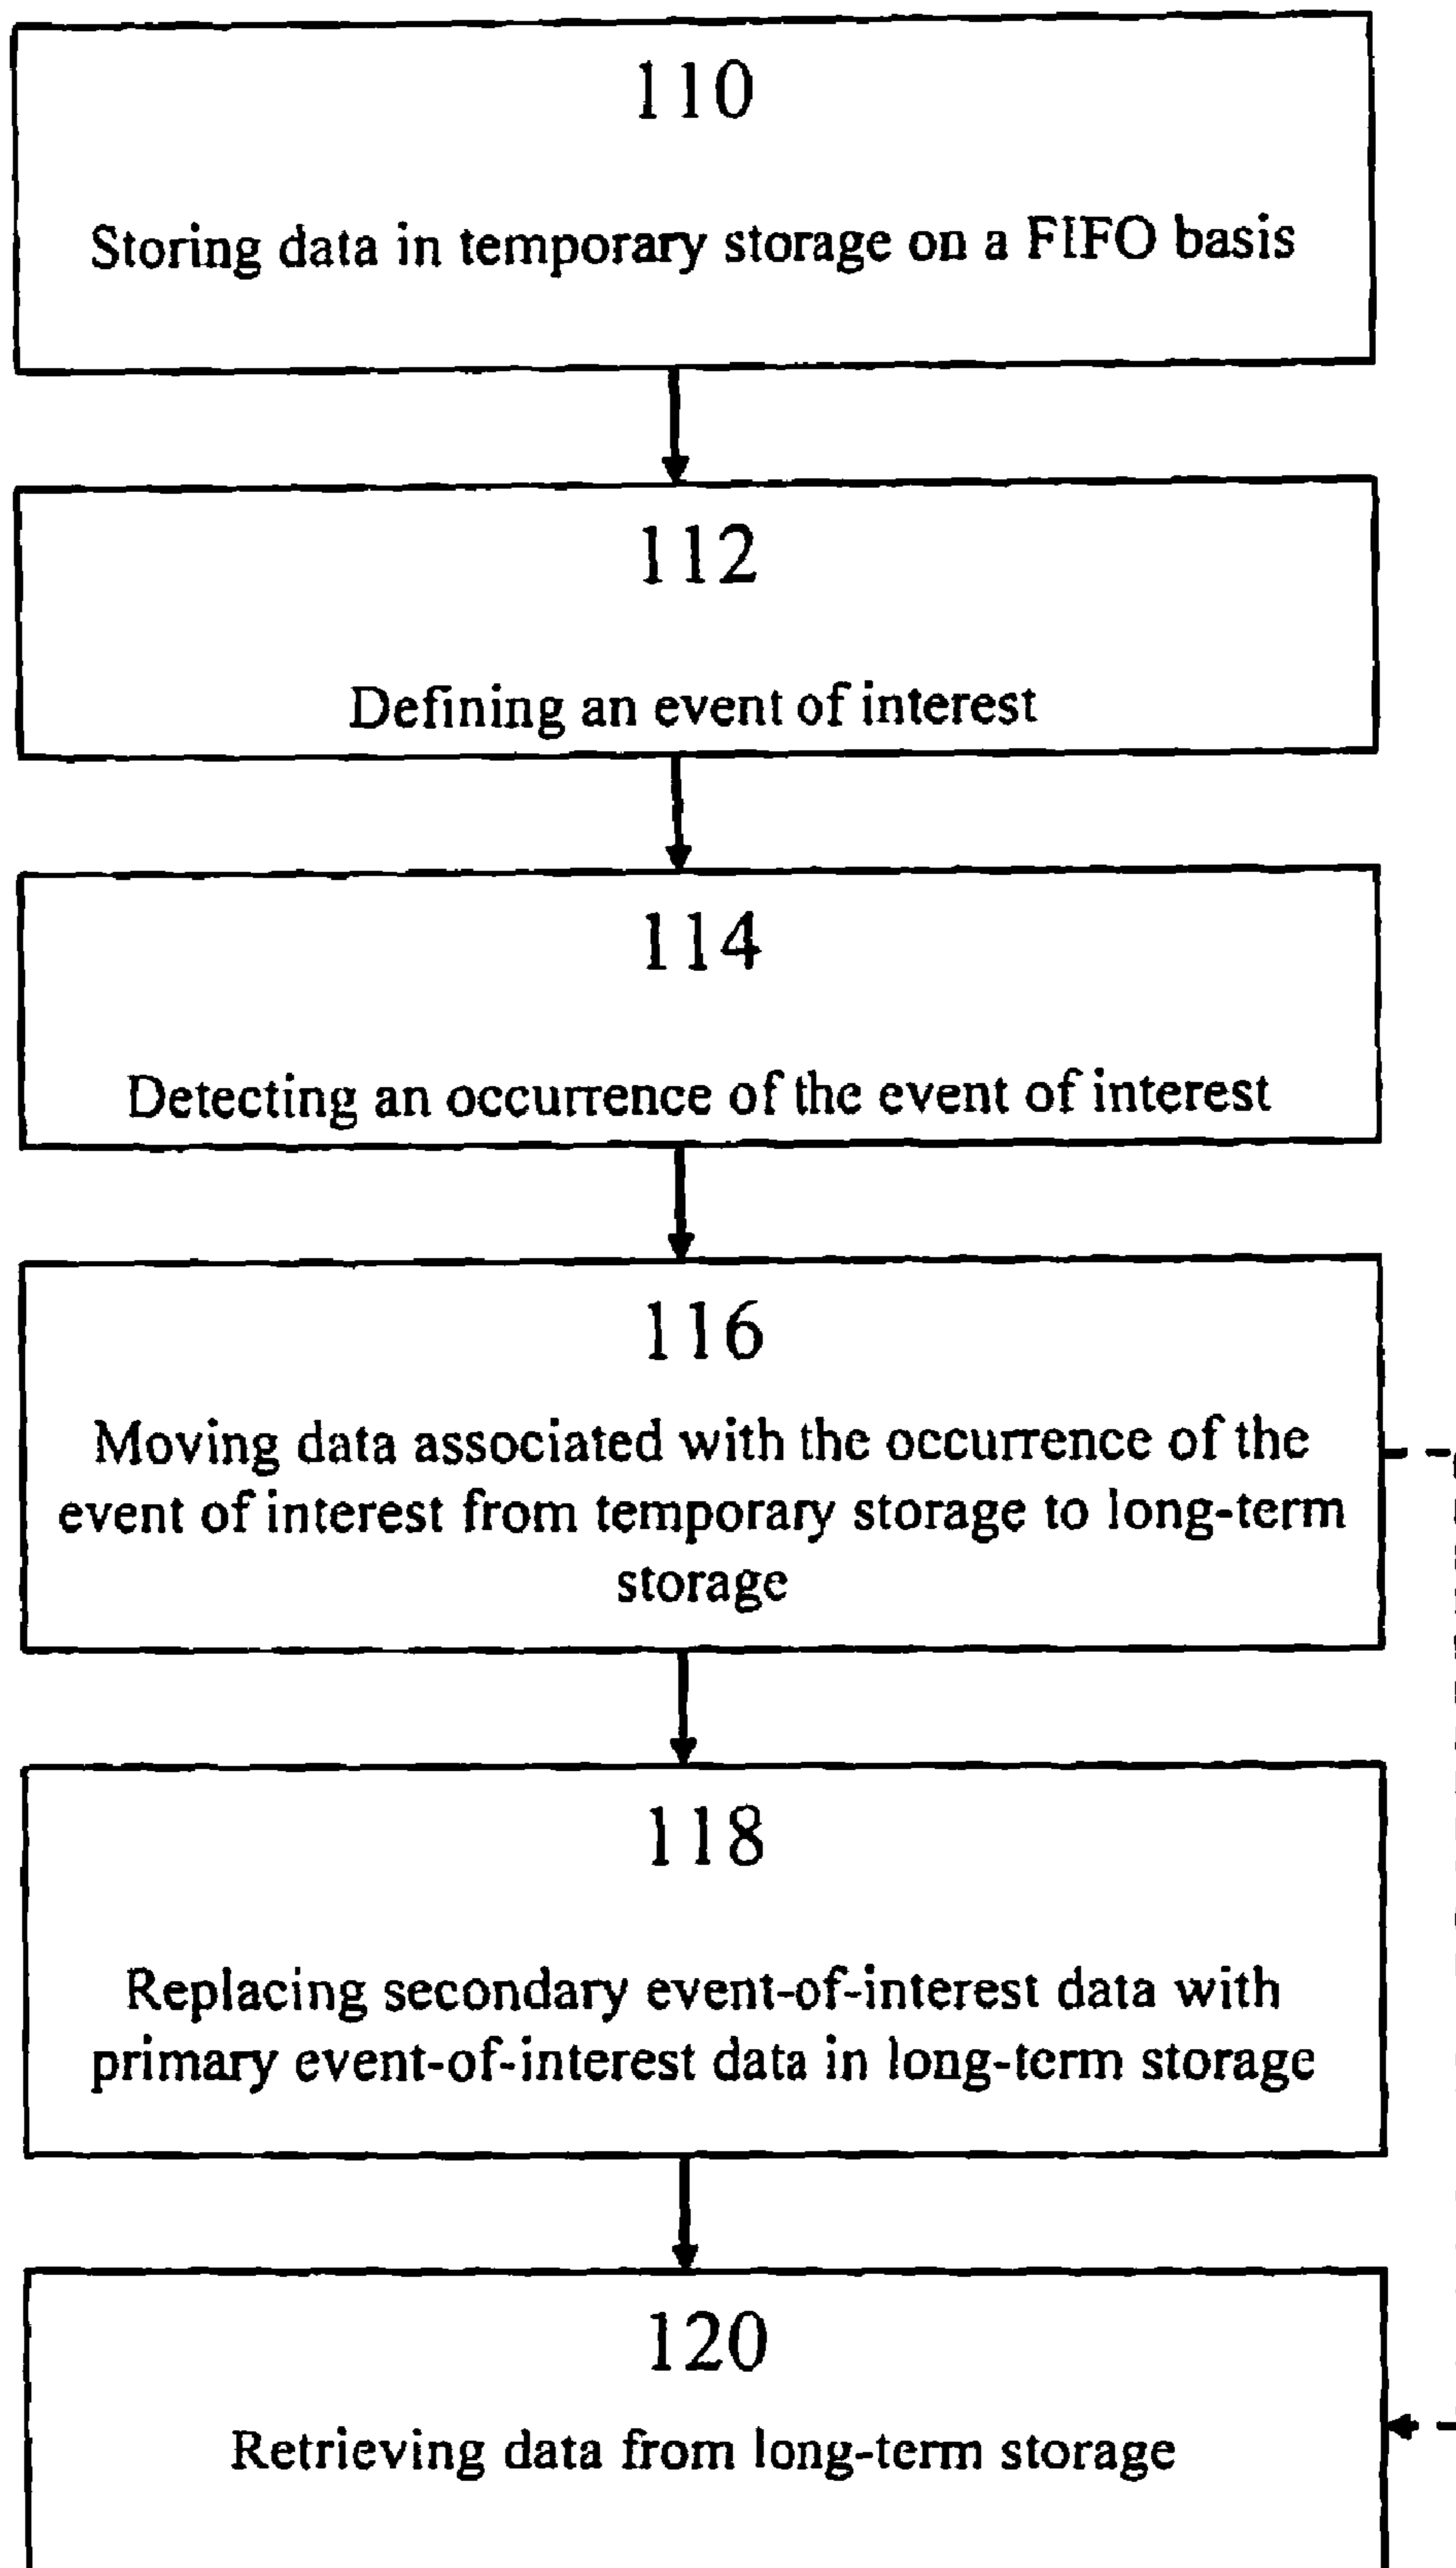 110
Storing data in temporary storage on a FIFO basis
112
Defining an event of interest
114
Detecting an occurrence of the event of interest
116
Moving data associated with the occurrence of the
event of interest from temporary storage to long-term
storage
118
Replacing secondary event-of-interest data with
primary event-of-interest data in long-term storage
120
Retrieving data from long-term storage